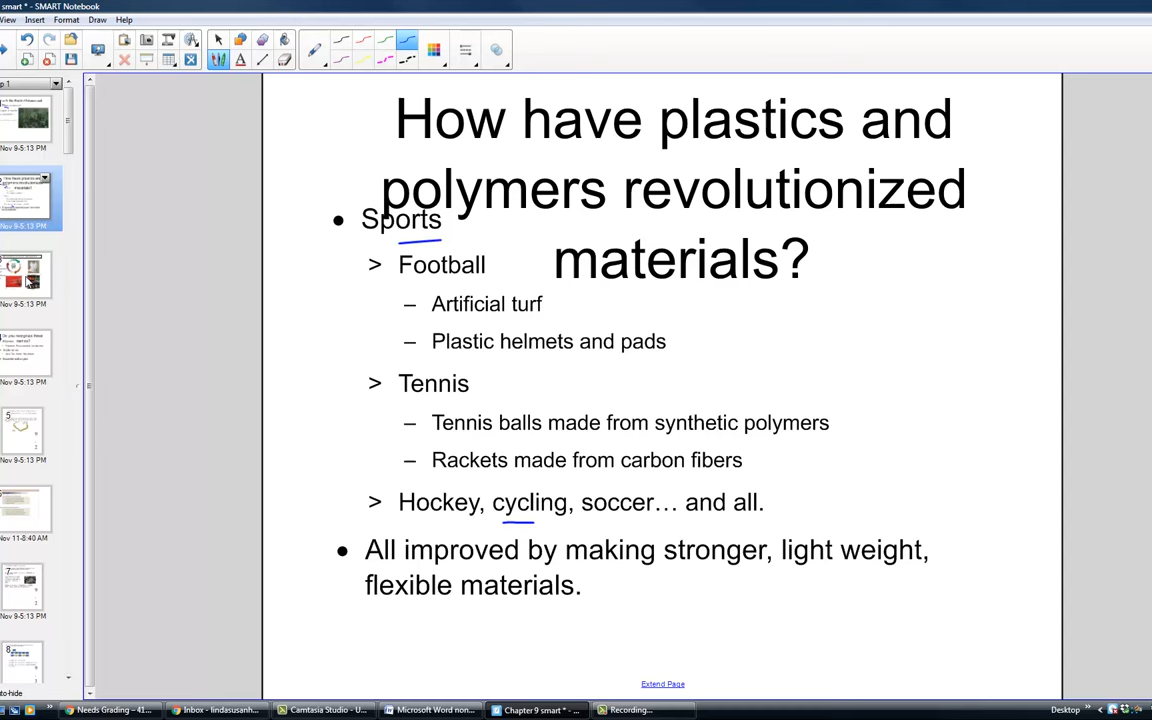 smart * - SMART Notebook
View Insert Format Draw Help
p 1
How have plastics and
polymers revolutionized
materials?
• Sports
> Football
– Artificial turf
– Plastic helmets and pads
> Tennis
– Tennis balls made from synthetic polymers
– Rackets made from carbon fibers
> Hockey, cycling, soccer… and all.
• All improved by making stronger, light weight,
flexible materials.
Extend Page
Nov 9-5:13 PM
Nov 9-5:13 PM
Nov 9-5:13 PM
Nov 9-5:13 PM
5
Nov 9-5:13 PM
Nov 11-8:40 AM
7
Nov 9-5:13 PM
8
uto-hide
Needs Grading – 41...
Inbox - lindasusanh...
Camtasia Studio - U...
Microsoft Word non...
Chapter 9 smart * - ...
Recording...
Desktop